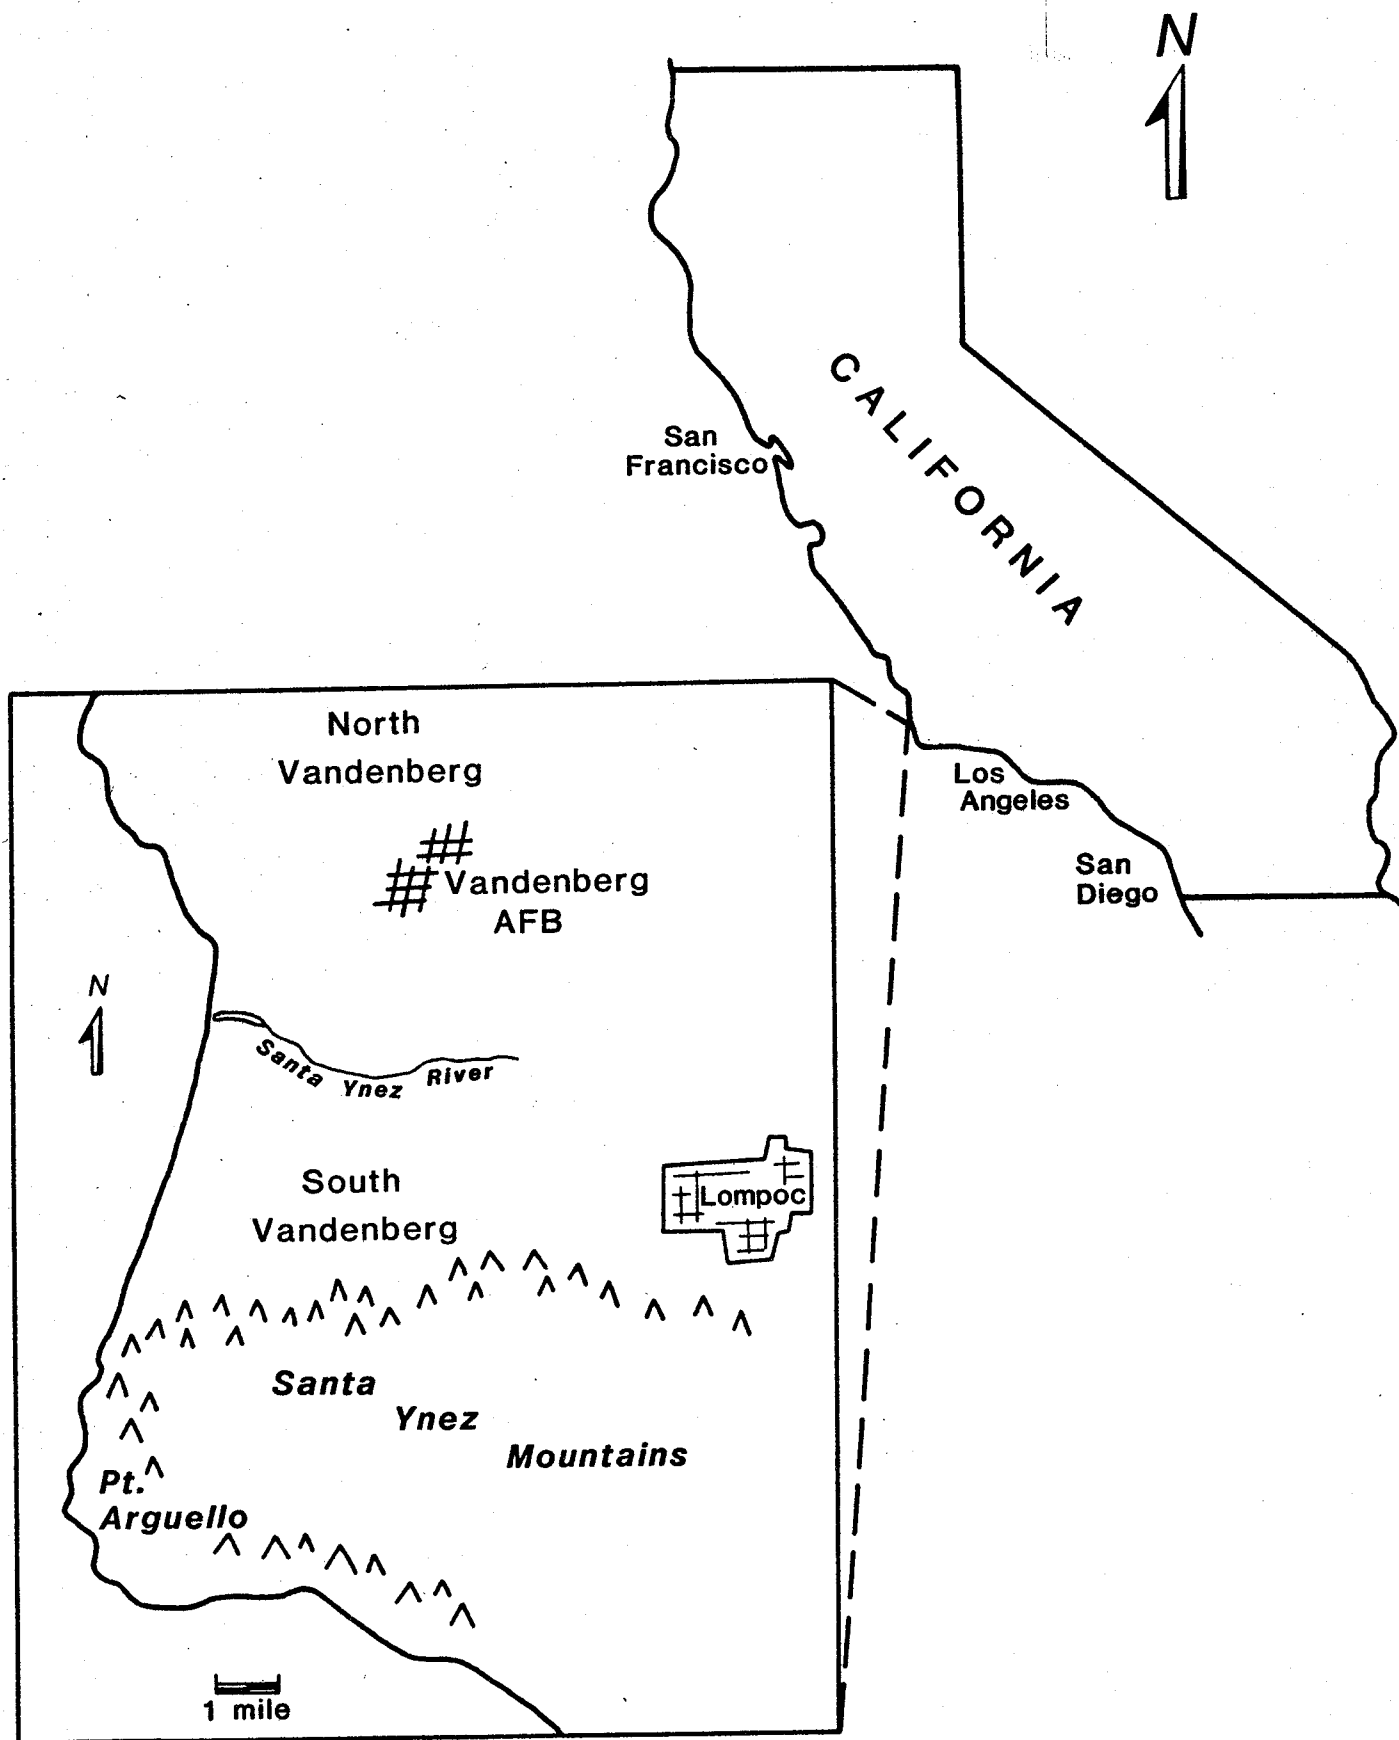 N
CALIFORNIA
San
Francisco
Los
Angeles
San
Diego
North
Vandenberg
Vandenberg
AFB
N
Santa Ynez River
South
Vandenberg
Lompoc
Santa
Ynez
Mountains
Pt.
Arguello
1 mile